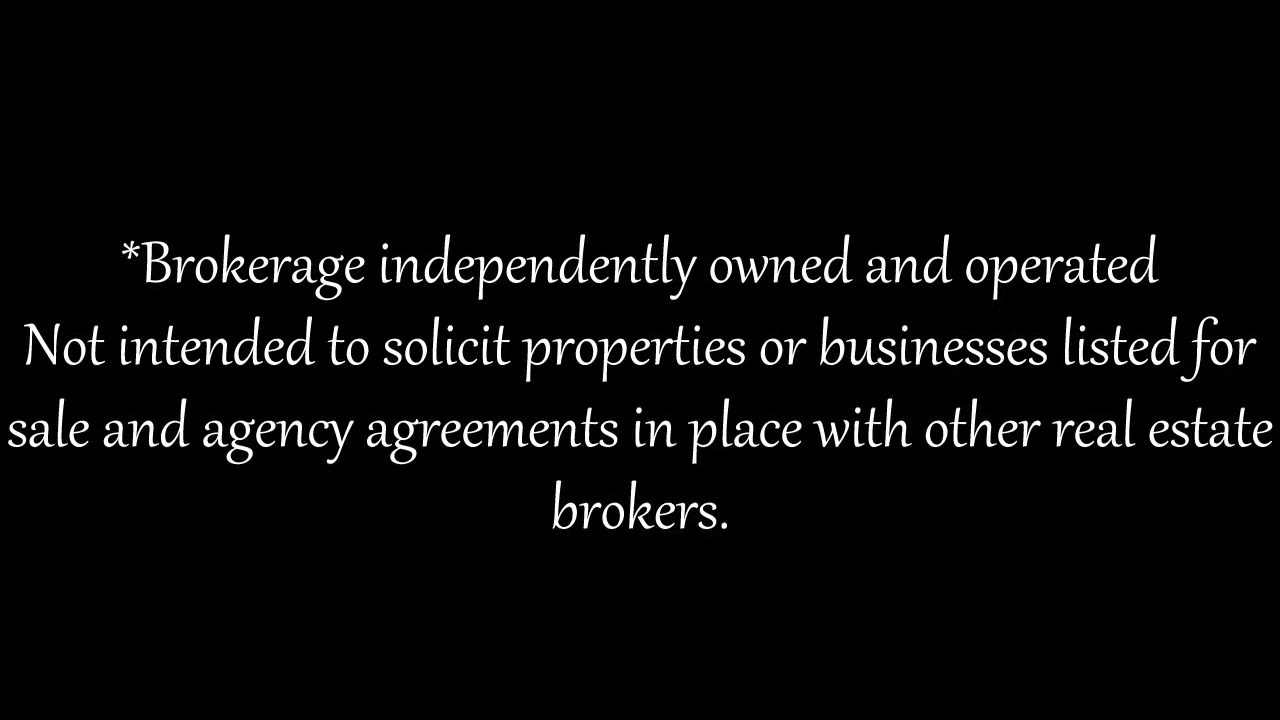 *Brokerage independently owned and operated
Not intended to solicit properties or businesses listed for
sale and agency agreements in place with other real estate
brokers.